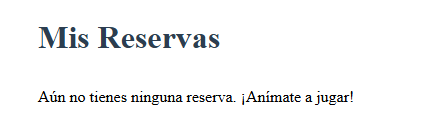 Mis Reservas
Aún no tienes ninguna reserva. ¡Anímate a jugar!